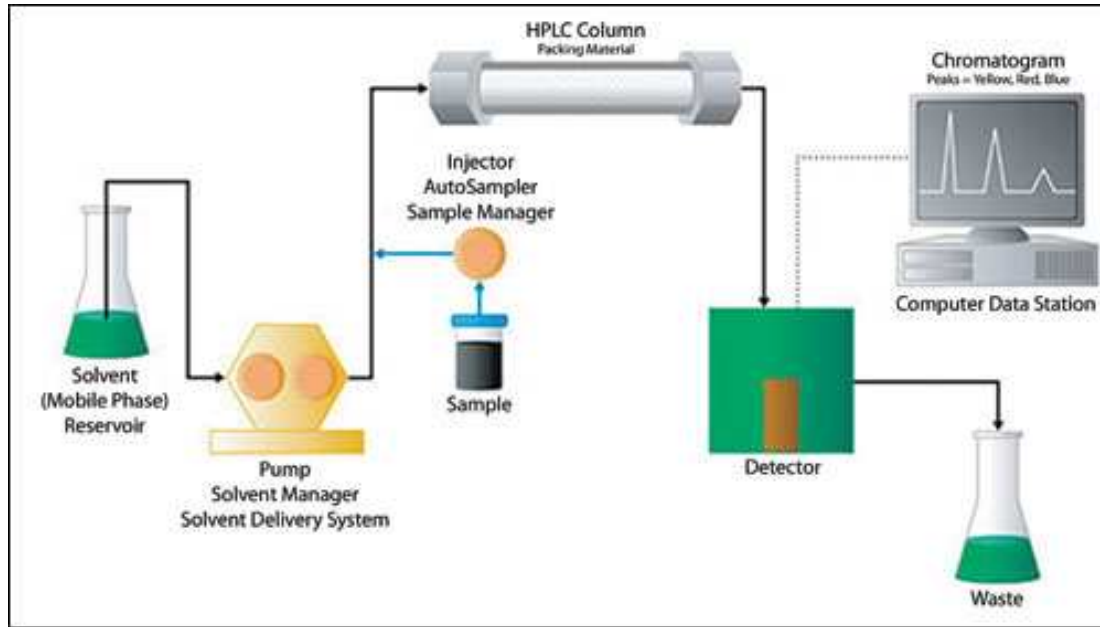 HPLC Column
Packing Material
Chromatogram
Peaks = Yellow, Red, Blue
Injector
AutoSampler
Sample Manager
Solvent
(Mobile Phase)
Reservoir
Sample
Pump
Solvent Manager
Solvent Delivery System
Detector
Computer Data Station
Waste